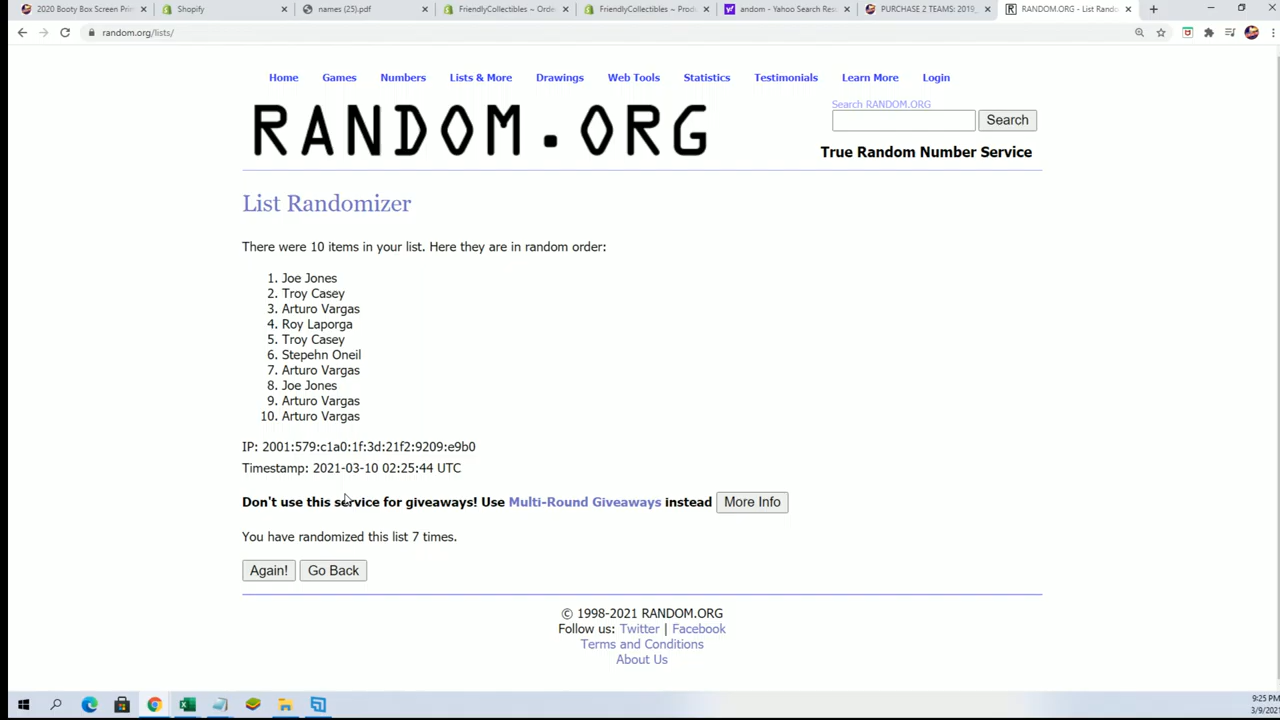 2020 Booty Box Screen Prin
Shopify
names (25).pdf
FriendlyCollectibles ~ Orde
FriendlyCollectibles ~ Produ
andom - Yahoo Search Resu
PURCHASE 2 TEAMS: 2019_
RANDOM.ORG - List Rando
random.org/lists/
Home Games Numbers Lists & More Drawings Web Tools Statistics Testimonials Learn More Login
RANDOM.ORG
Search RANDOM.ORG
Search
True Random Number Service
List Randomizer
There were 10 items in your list. Here they are in random order:
1. Joe Jones
2. Troy Casey
3. Arturo Vargas
4. Roy Laporga
5. Troy Casey
6. Stepehn Oneil
7. Arturo Vargas
8. Joe Jones
9. Arturo Vargas
10. Arturo Vargas
IP: 2001:579:c1a0:1f:3d:21f2:9209:e9b0
Timestamp: 2021-03-10 02:25:44 UTC
Don't use this service for giveaways! Use Multi-Round Giveaways instead More Info
You have randomized this list 7 times.
Again! Go Back
© 1998-2021 RANDOM.ORG
Follow us: Twitter | Facebook
Terms and Conditions
About Us
9:25 PM
3/9/2021